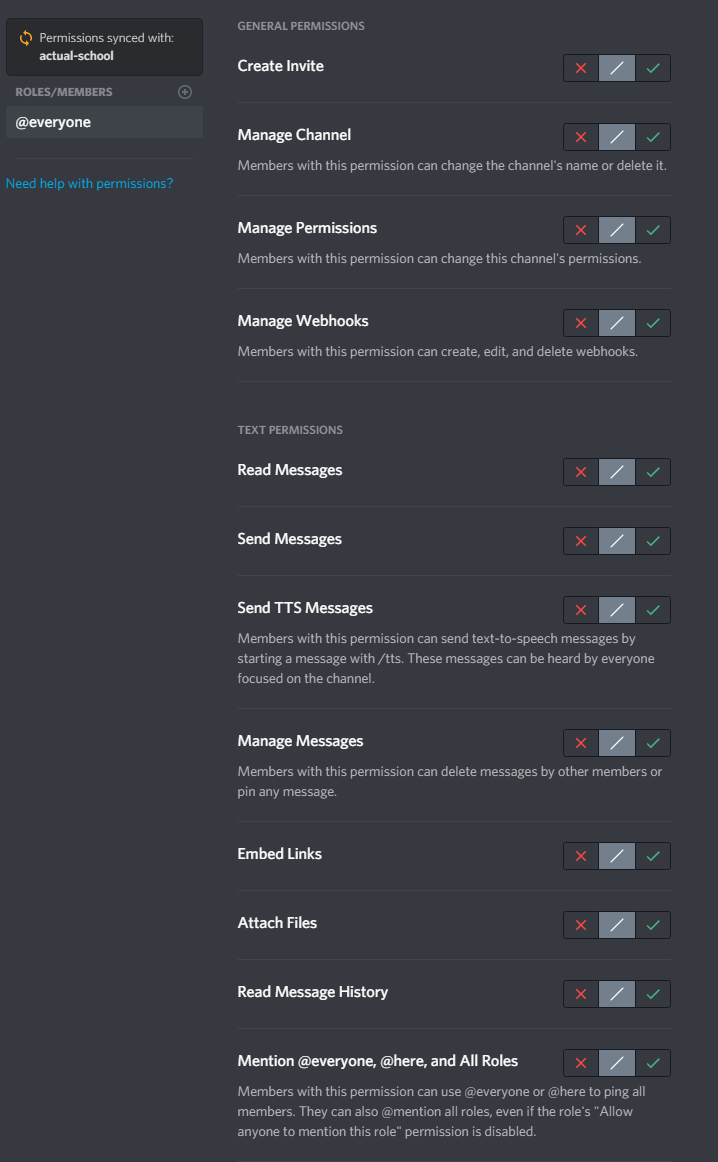 Permissions synced with:
actual-school
ROLES/MEMBERS
@everyone
Need help with permissions?
GENERAL PERMISSIONS
Create Invite
Manage Channel
Members with this permission can change the channel's name or delete it.
Manage Permissions
Members with this permission can change this channel's permissions.
Manage Webhooks
Members with this permission can create, edit, and delete webhooks.
TEXT PERMISSIONS
Read Messages
Send Messages
Send TTS Messages
Members with this permission can send text-to-speech messages by
starting a message with /tts. These messages can be heard by everyone
focused on the channel.
Manage Messages
Members with this permission can delete messages by other members or
pin any message.
Embed Links
Attach Files
Read Message History
Mention @everyone, @here, and All Roles
Members with this permission can use @everyone or @here to ping all
members. They can also @mention all roles, even if the role's "Allow
anyone to mention this role" permission is disabled.